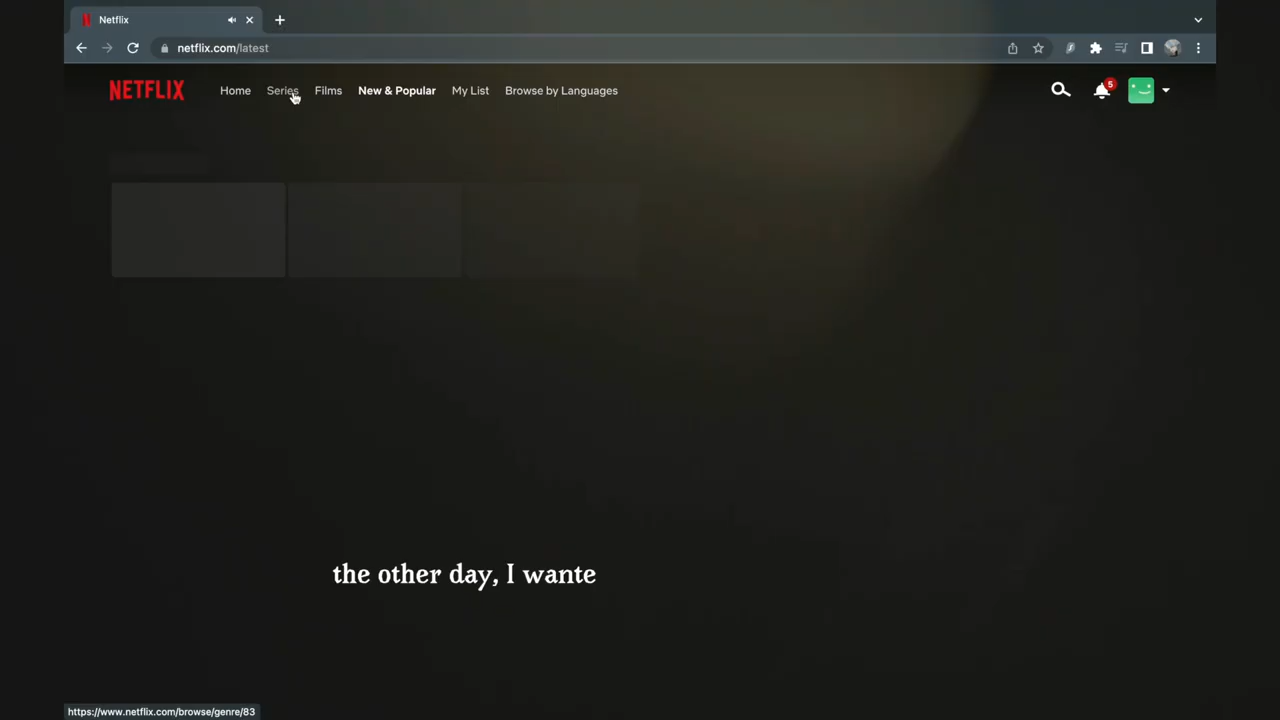 Netflix
netflix.com/latest
NETFLIX Home Series Films New & Popular My List Browse by Languages 5
the other day, I wante
https://www.netflix.com/browse/genre/83